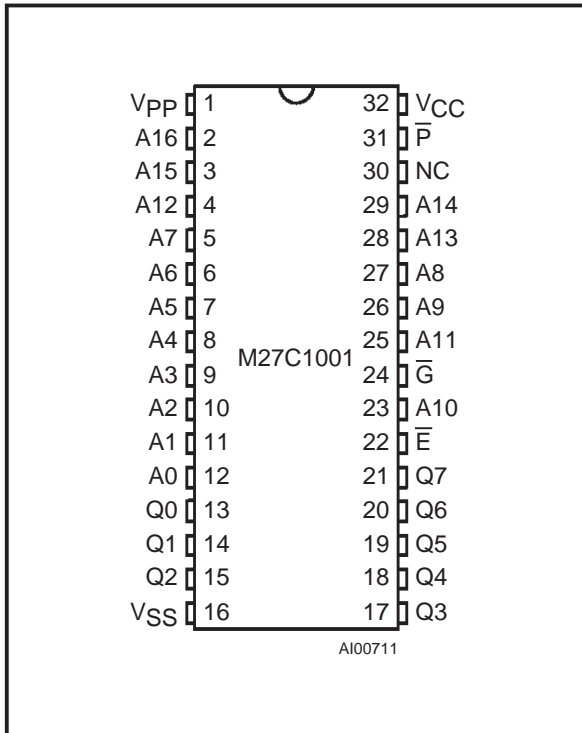 VPP 1 32 VCC
A16 2 31 P̅
A15 3 30 NC
A12 4 29 A14
A7 5 28 A13
A6 6 27 A8
A5 7 26 A9
A4 8 25 A11
M27C1001
A3 9 24 G̅
A2 10 23 A10
A1 11 22 E̅
A0 12 21 Q7
Q0 13 20 Q6
Q1 14 19 Q5
Q2 15 18 Q4
VSS 16 17 Q3
AI00711